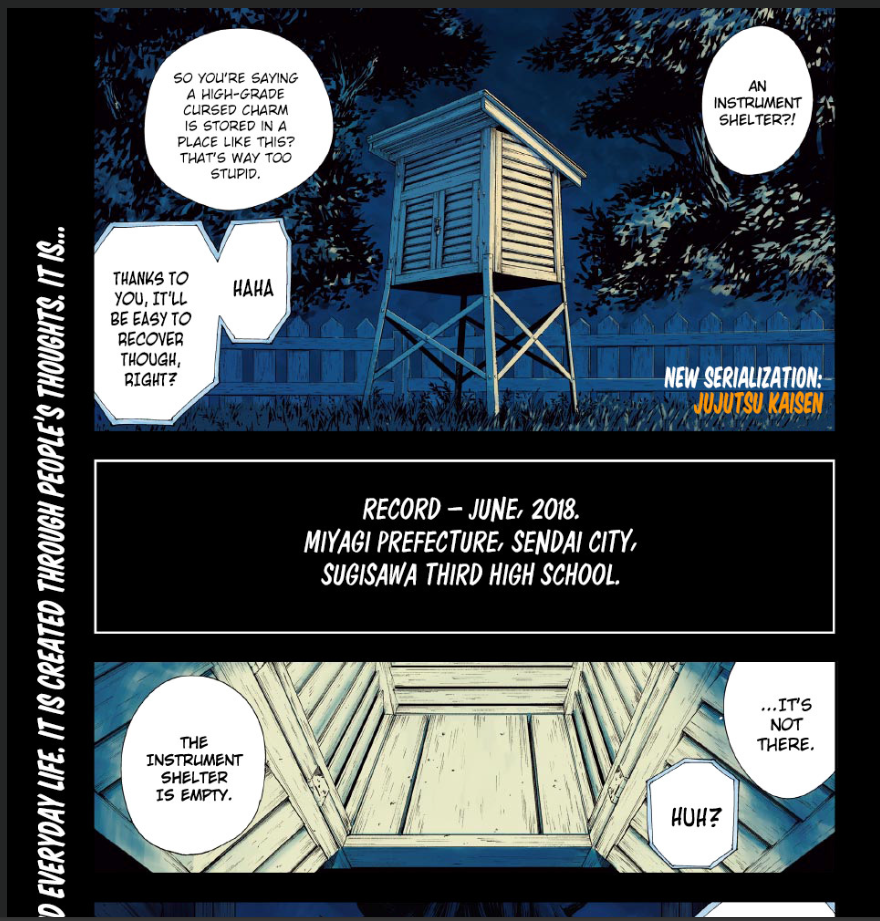 AN
INSTRUMENT
SHELTER?!
SO YOU'RE SAYING
A HIGH-GRADE
CURSED CHARM
IS STORED IN A
PLACE LIKE THIS?
THAT'S WAY TOO
STUPID.
HAHA
THANKS TO
YOU, IT'LL
BE EASY TO
RECOVER
THOUGH,
RIGHT?
NEW SERIALIZATION:
JUJUTSU KAISEN
RECORD – JUNE, 2018.
MIYAGI PREFECTURE, SENDAI CITY,
SUGISAWA THIRD HIGH SCHOOL.
...IT'S
NOT
THERE.
HUH?
THE
INSTRUMENT
SHELTER
IS EMPTY.
EVERYDAY LIFE. IT IS CREATED THROUGH PEOPLE'S THOUGHTS. IT IS...